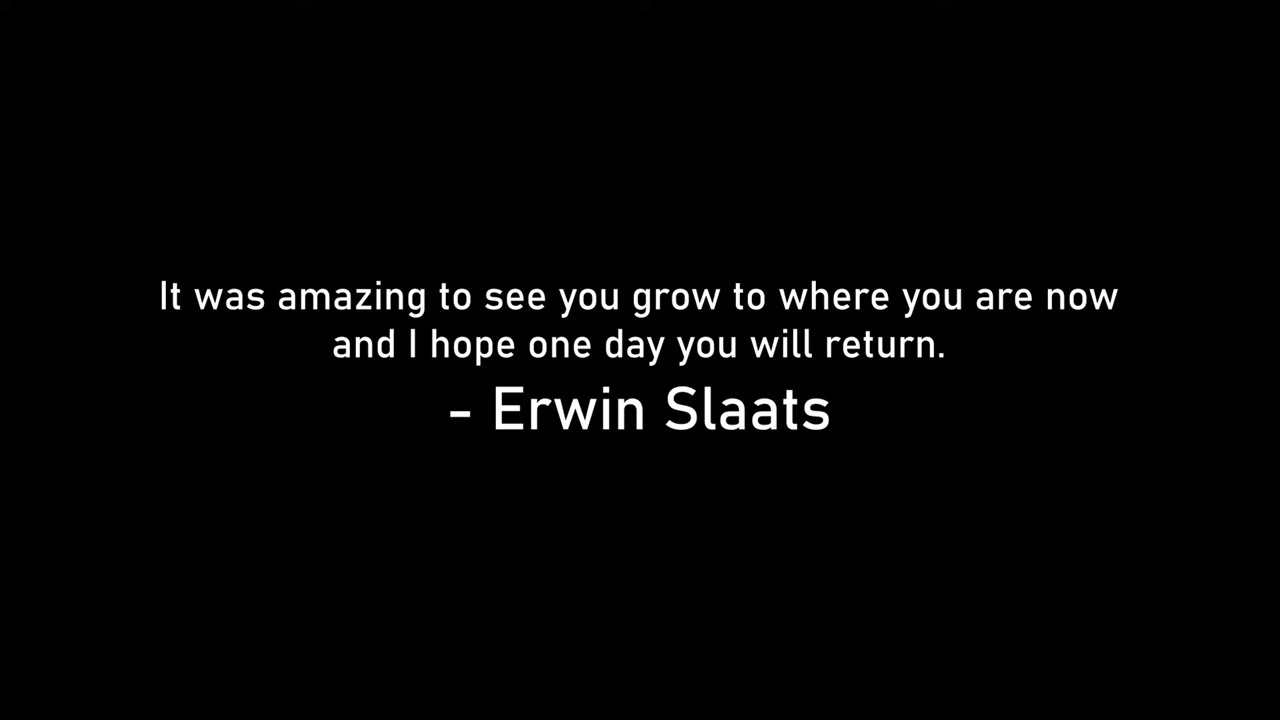 It was amazing to see you grow to where you are now
and I hope one day you will return.
- Erwin Slaats